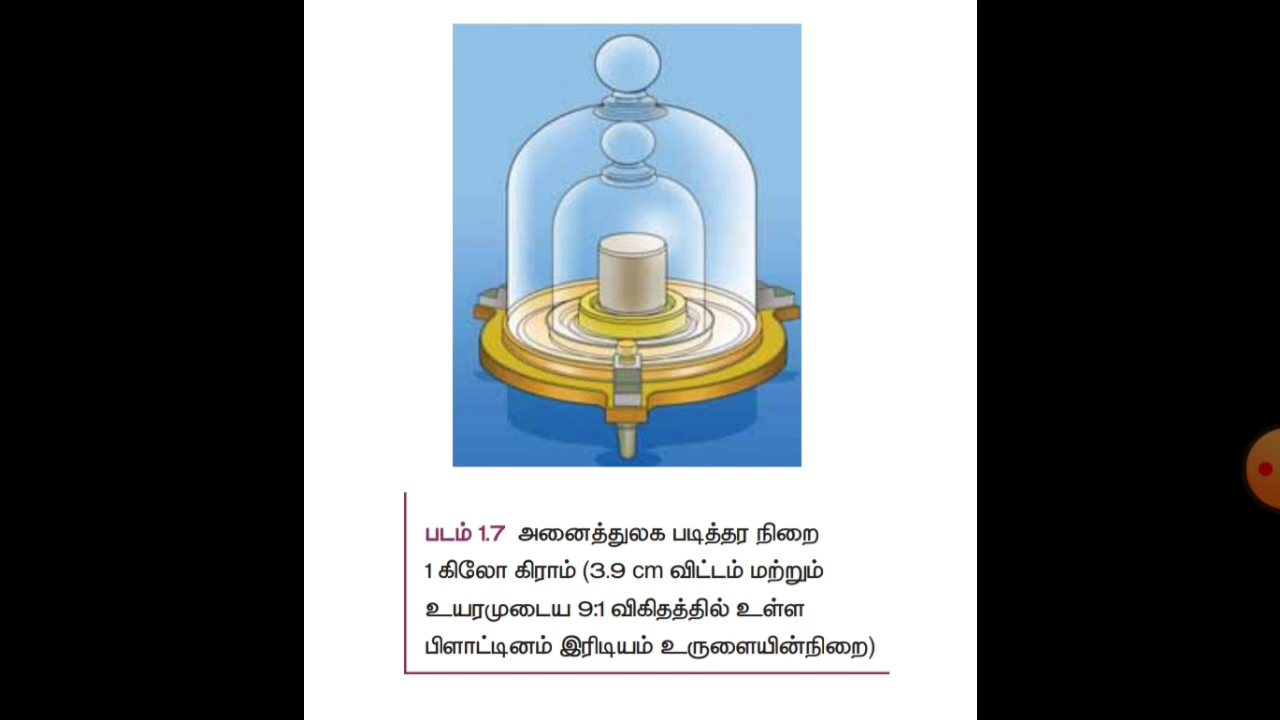 படம் 1.7 அனைத்துலக படித்தர நிறை
1 கிலோ கிராம் (3.9 cm விட்டம் மற்றும்
உயரமுடைய 9:1 விகிதத்தில் உள்ள
பிளாட்டினம் இரிடியம் உருளையின்நிறை)